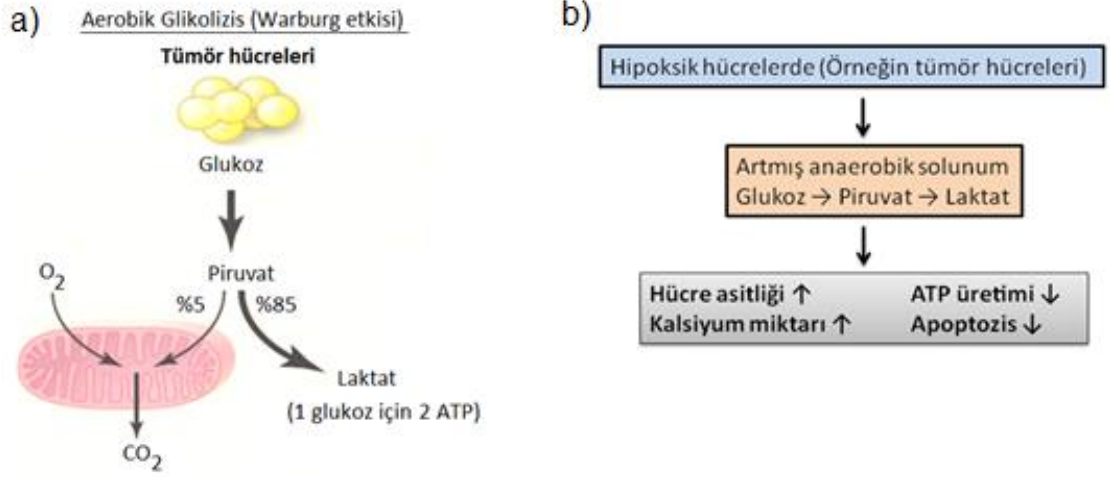 a)
Aerobik Glikolizis (Warburg etkisi)
Tümör hücreleri
Glukoz
Piruvat
O₂
%5
%85
Laktat
(1 glukoz için 2 ATP)
CO₂
b)
Hipoksik hücrelerde (Örneğin tümör hücreleri)
Artmış anaerobik solunum
Glukoz → Piruvat → Laktat
Hücre asitliği ↑ ATP üretimi ↓
Kalsiyum miktarı ↑ Apoptozis ↓